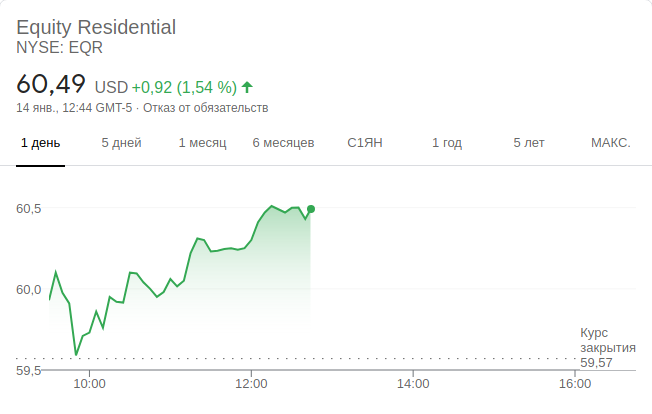 Equity Residential
NYSE: EQR
60,49 USD +0,92 (1,54 %)
14 янв., 12:44 GMT-5 · Отказ от обязательств
1 день 5 дней 1 месяц 6 месяцев С1ЯН 1 год 5 лет МАКС.
60,5
60,0
Курс
закрытия
59,57
59,5
10:00 12:00 14:00 16:00